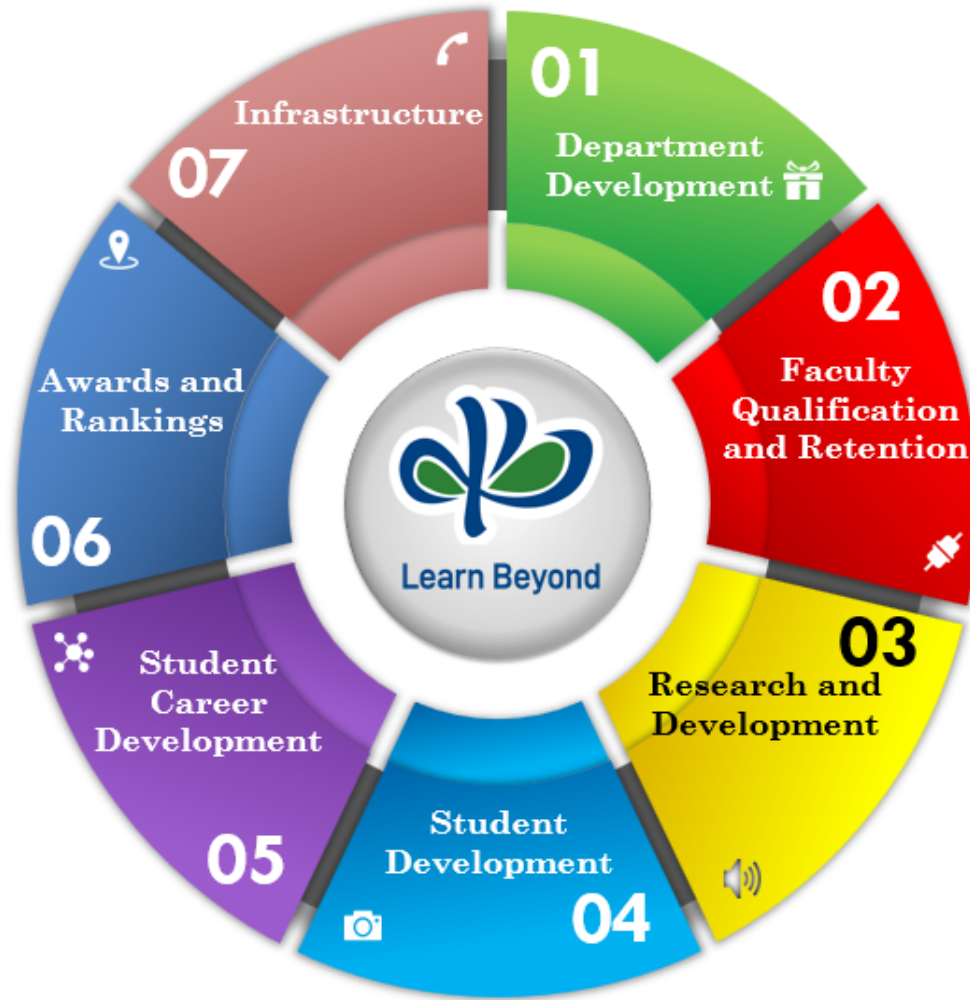 01
Department
Development
02
Faculty
Qualification
and Retention
03
Research and
Development
Student
Development
04
Student
Career
Development
05
Awards and
Rankings
06
Infrastructure
07
Learn Beyond